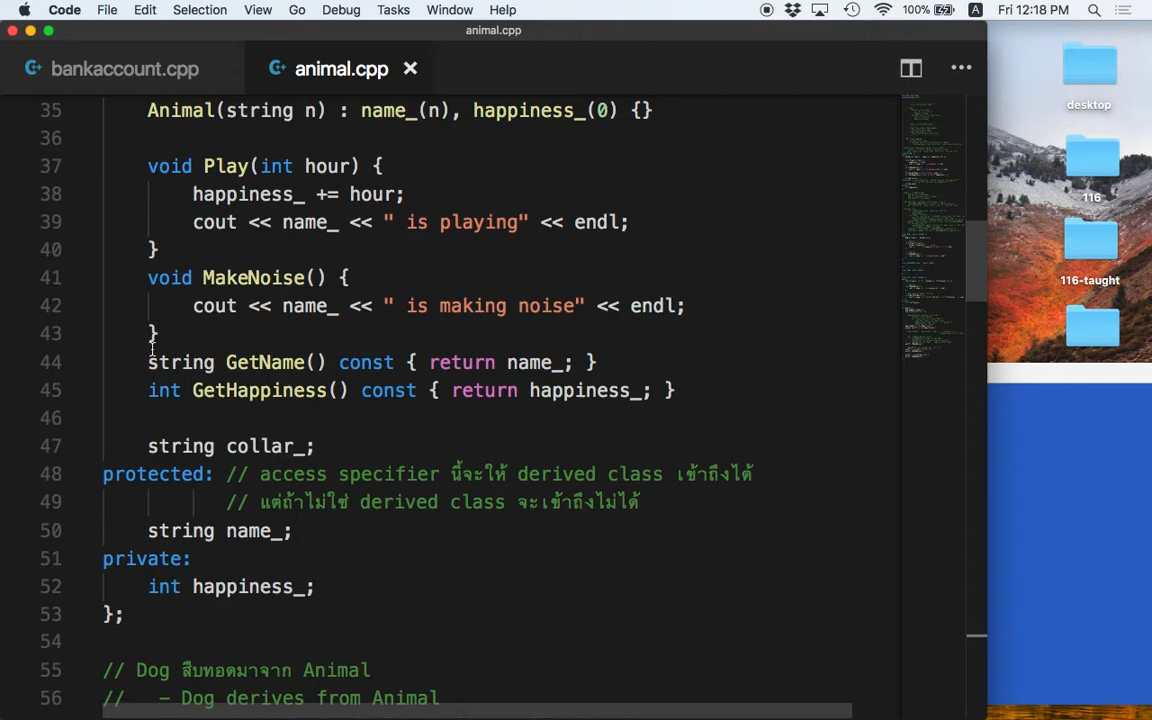 Code File Edit Selection View Go Debug Tasks Window Help 100% A Fri 12:18 PM
animal.cpp
bankaccount.cpp animal.cpp
desktop
116
116-taught
35 Animal(string n) : name_(n), happiness_(0) {}
36
37 void Play(int hour) {
38 happiness_ += hour;
39 cout << name_ << " is playing" << endl;
40 }
41 void MakeNoise() {
42 cout << name_ << " is making noise" << endl;
43 }
44 string GetName() const { return name_; }
45 int GetHappiness() const { return happiness_; }
46
47 string collar_;
48 protected: // access specifier นี้จะให้ derived class เข้าถึงได้
49 // แต่ถ้าไม่ใช่ derived class จะเข้าถึงไม่ได้
50 string name_;
51 private:
52 int happiness_;
53 };
54
55 // Dog สืบทอดมาจาก Animal
56 // - Dog derives from Animal